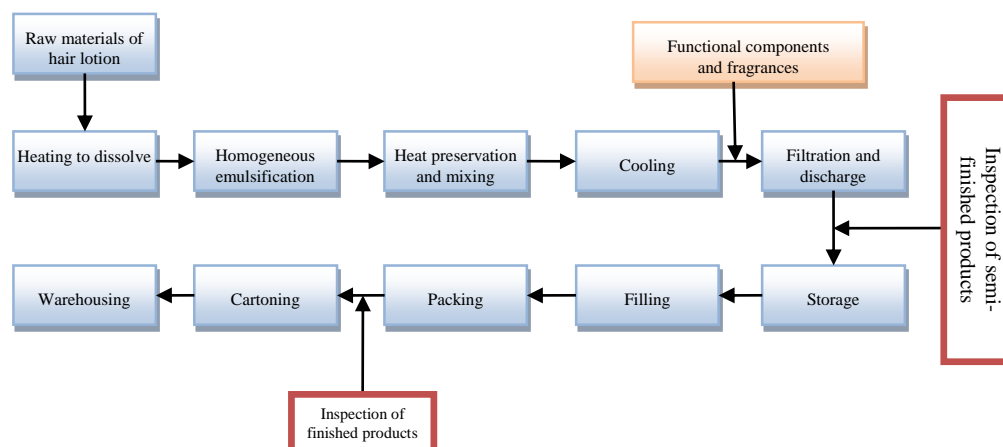 Raw materials of
hair lotion
Functional components
and fragrances
Heating to dissolve
Homogeneous
emulsification
Heat preservation
and mixing
Cooling
Filtration and
discharge
Inspection of semi-
finished products
Warehousing
Cartoning
Packing
Filling
Storage
Inspection of
finished products